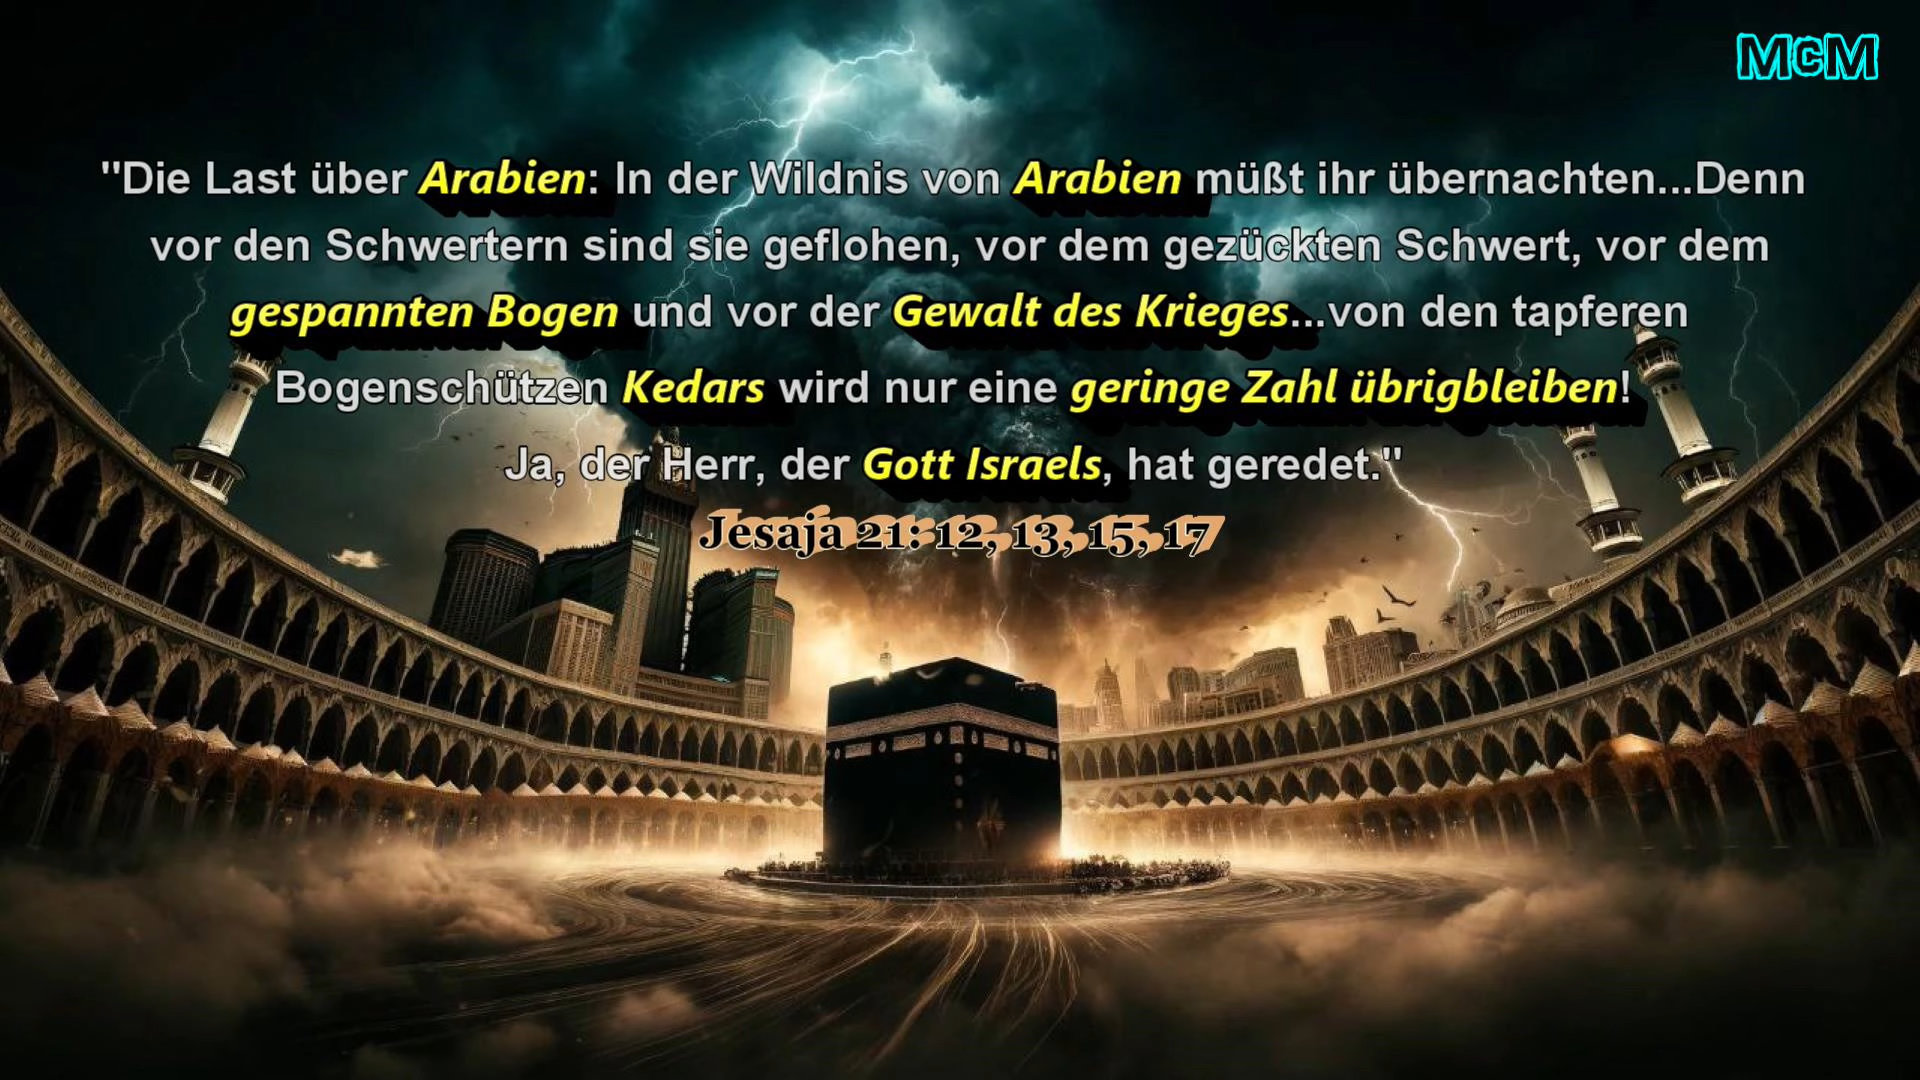 McM
"Die Last über Arabien: In der Wildnis von Arabien müßt ihr übernachten...Denn
vor den Schwertern sind sie geflohen, vor dem gezückten Schwert, vor dem
gespannten Bogen und vor der Gewalt des Krieges...von den tapferen
Bogenschützen Kedars wird nur eine geringe Zahl übrigbleiben!
Ja, der Herr, der Gott Israels, hat geredet."
Jesaja 21: 12, 13, 15, 17